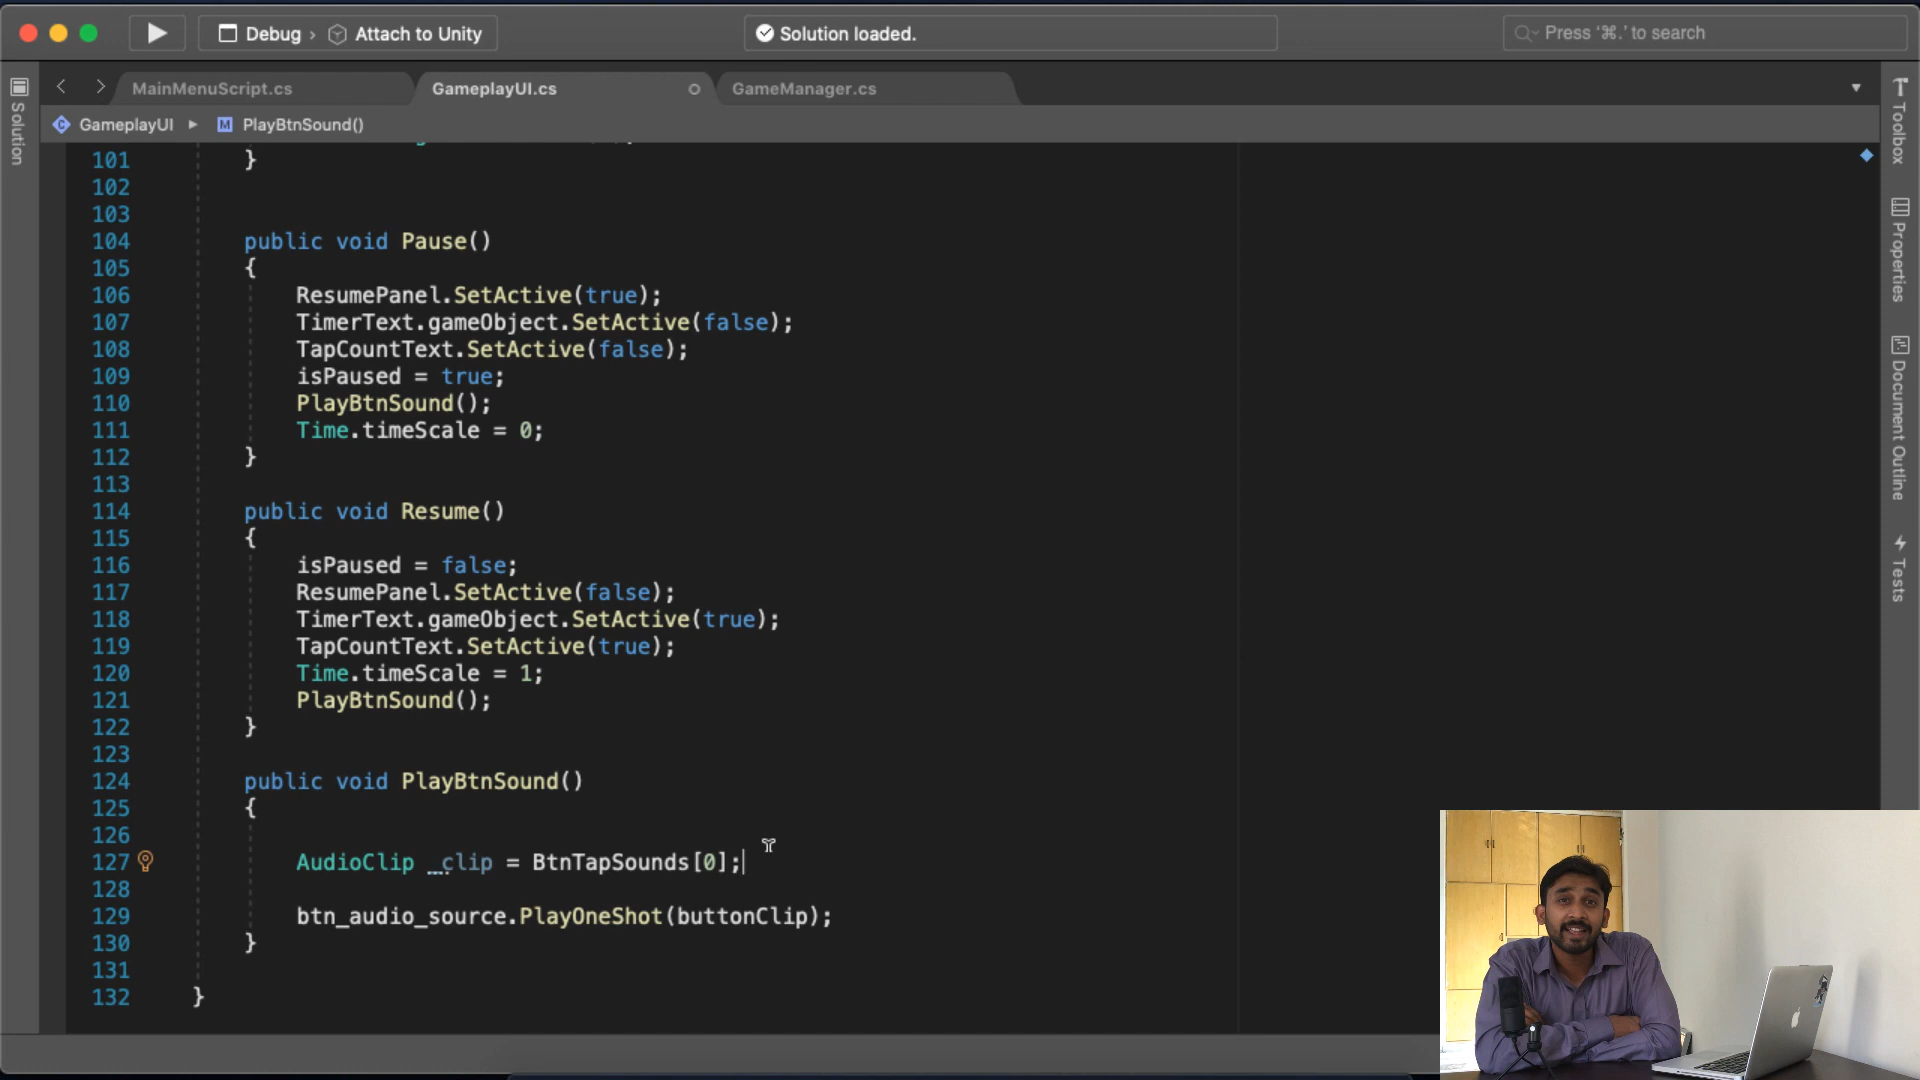 Debug › Attach to Unity
Solution loaded.
Press '⌘.' to search
MainMenuScript.cs
GameplayUI.cs
GameManager.cs
GameplayUI ▸ M PlayBtnSound()
Solution
Toolbox
Properties
Document Outline
Tests
101 }
102
103
104 public void Pause()
105 {
106 ResumePanel.SetActive(true);
107 TimerText.gameObject.SetActive(false);
108 TapCountText.SetActive(false);
109 isPaused = true;
110 PlayBtnSound();
111 Time.timeScale = 0;
112 }
113
114 public void Resume()
115 {
116 isPaused = false;
117 ResumePanel.SetActive(false);
118 TimerText.gameObject.SetActive(true);
119 TapCountText.SetActive(true);
120 Time.timeScale = 1;
121 PlayBtnSound();
122 }
123
124 public void PlayBtnSound()
125 {
126
127 AudioClip _clip = BtnTapSounds[0];
128
129 btn_audio_source.PlayOneShot(buttonClip);
130 }
131
132 }